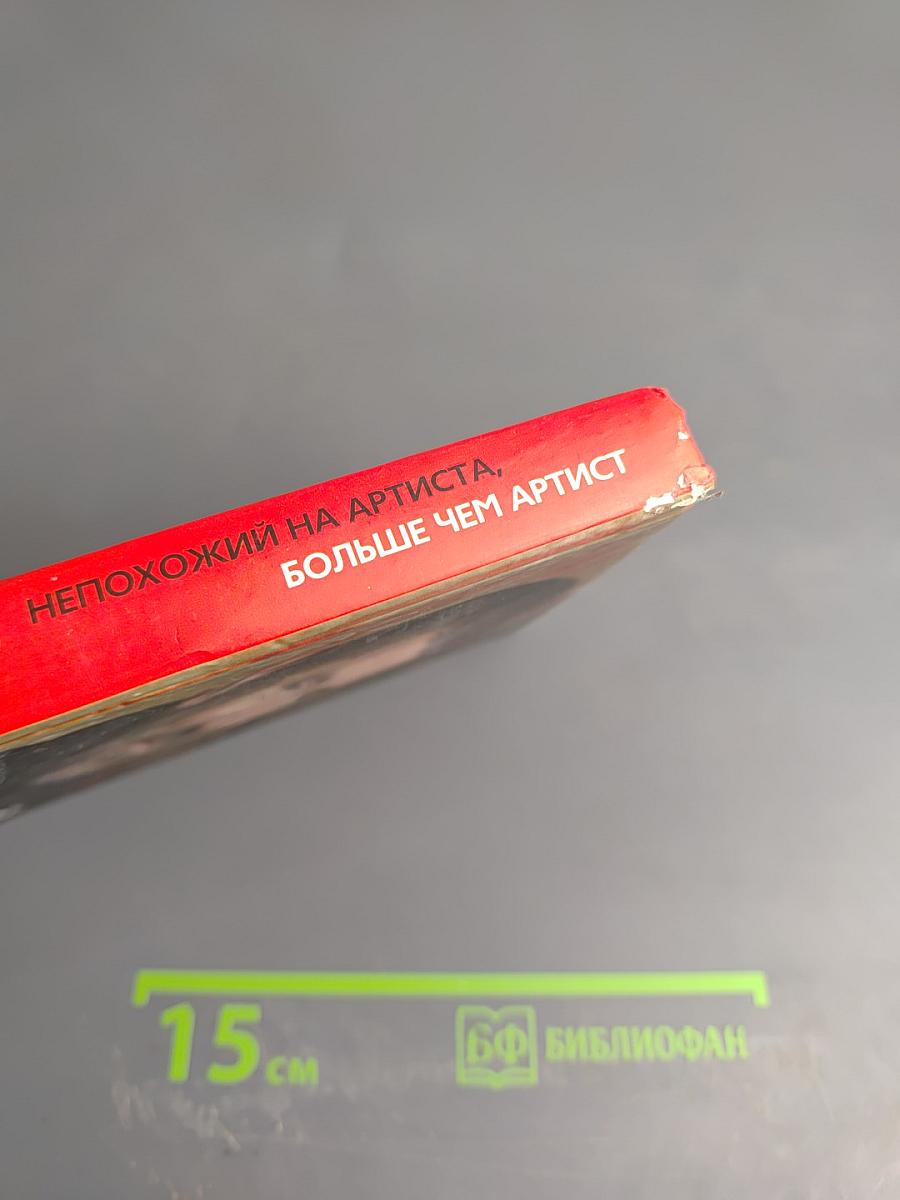 НЕПОХОЖИЙ НА АРТИСТА,
БОЛЬШЕ ЧЕМ АРТИСТ
15 см
БФ БИБЛИОФАН